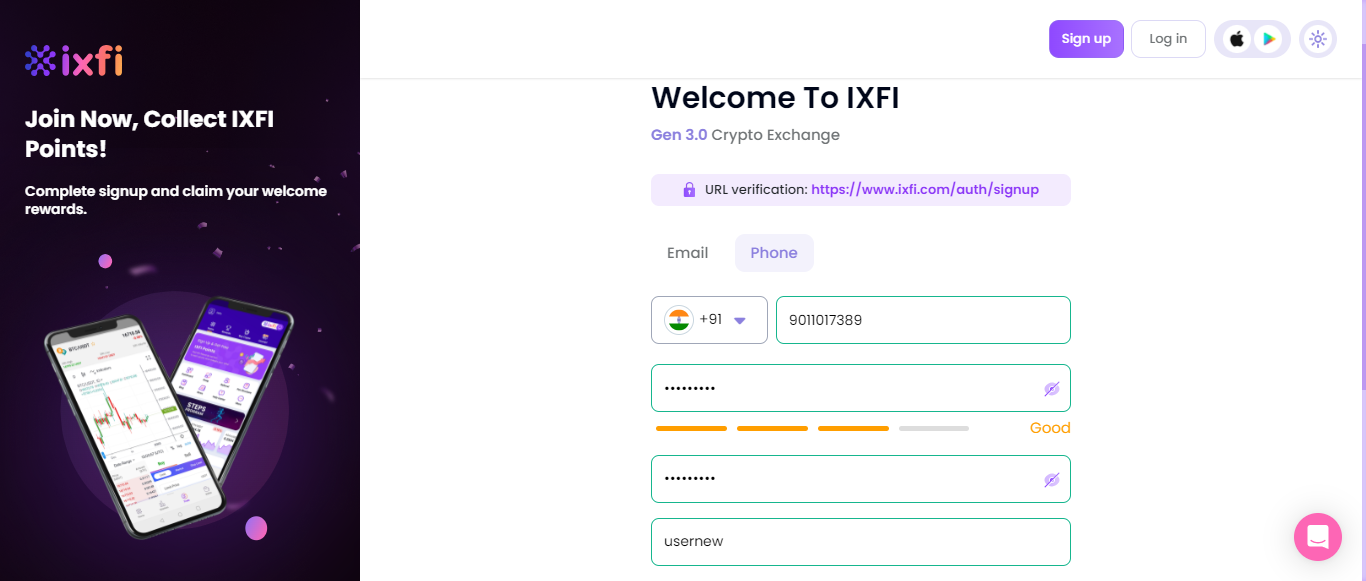 ixfi
Join Now, Collect IXFI
Points!
Complete signup and claim your welcome
rewards.
Sign up
Log in
Welcome To IXFI
Gen 3.0 Crypto Exchange
URL verification: https://www.ixfi.com/auth/signup
Email
Phone
+91
9011017389
•••••••••
Good
•••••••••
usernew
STEPS